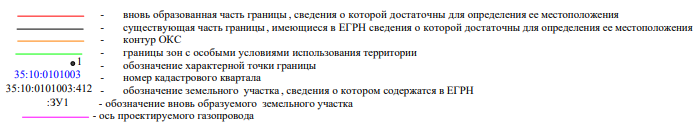 - вновь образованная часть границы, сведения о которой достаточны для определения ее местоположения
- существующая часть границы, имеющиеся в ЕГРН сведения о которой достаточны для определения ее местоположения
- контур ОКС
- границы зон с особыми условиями использования территории
1 - обозначение характерной точки границы
35:10:0101003 - номер кадастрового квартала
35:10:0101003:412 - обозначение земельного участка, сведения о котором содержатся в ЕГРН
:ЗУ1 - обозначение вновь образуемого земельного участка
- ось проектируемого газопровода